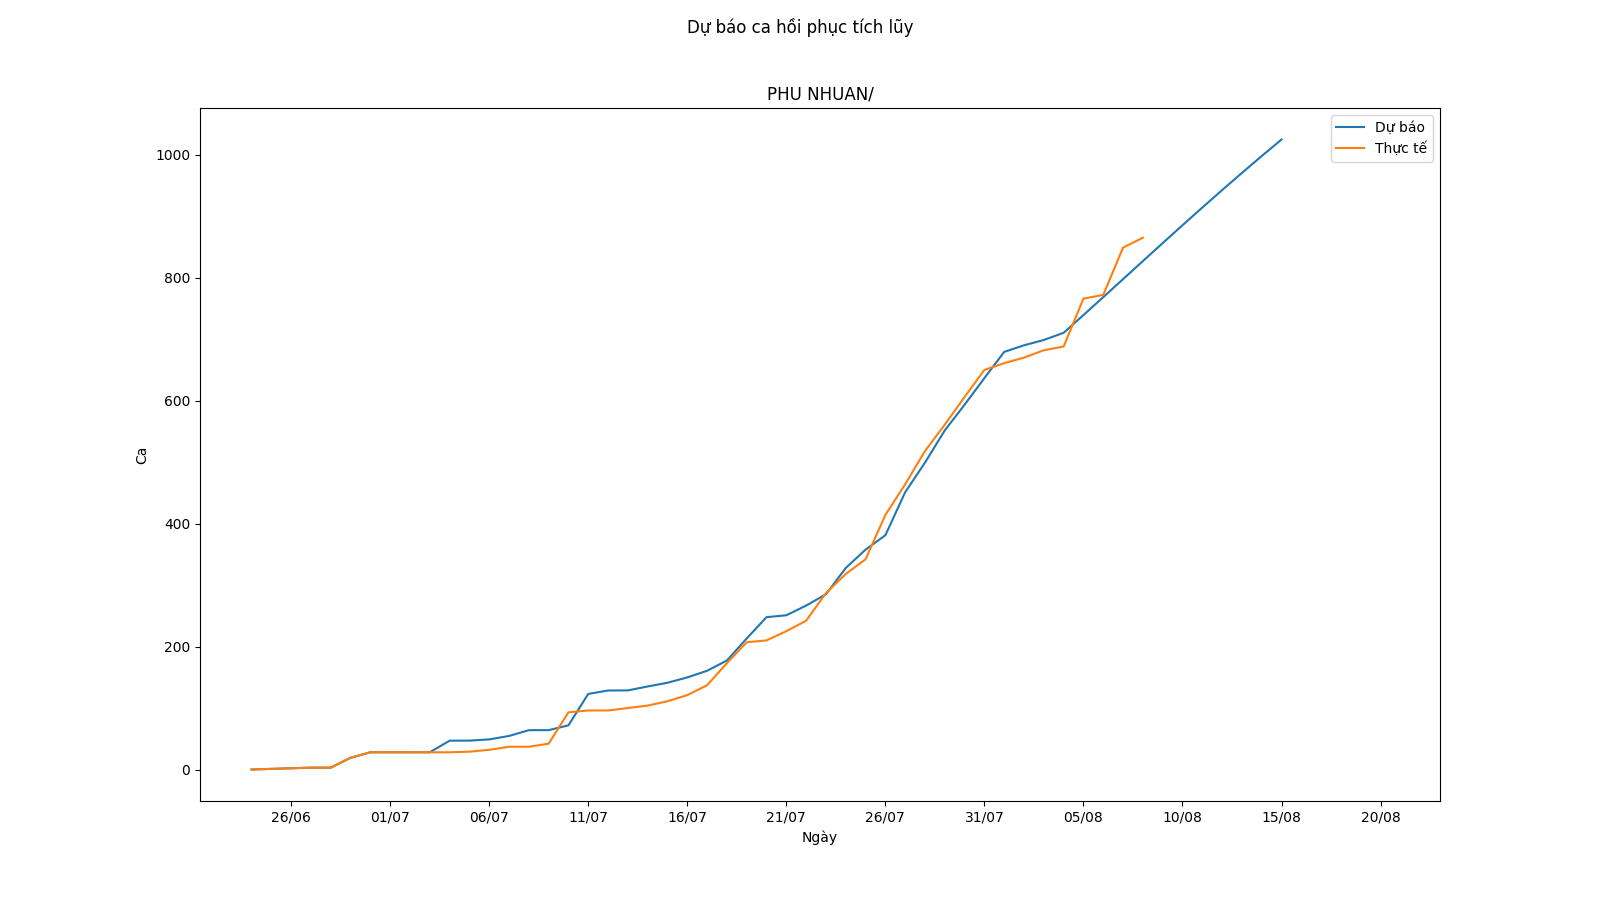 Dự báo ca hồi phục tích lũy
PHU NHUAN/
Dự báo
Thực tế
1000
800
600
400
200
0
Ca
26/06 01/07 06/07 11/07 16/07 21/07 26/07 31/07 05/08 10/08 15/08 20/08
Ngày